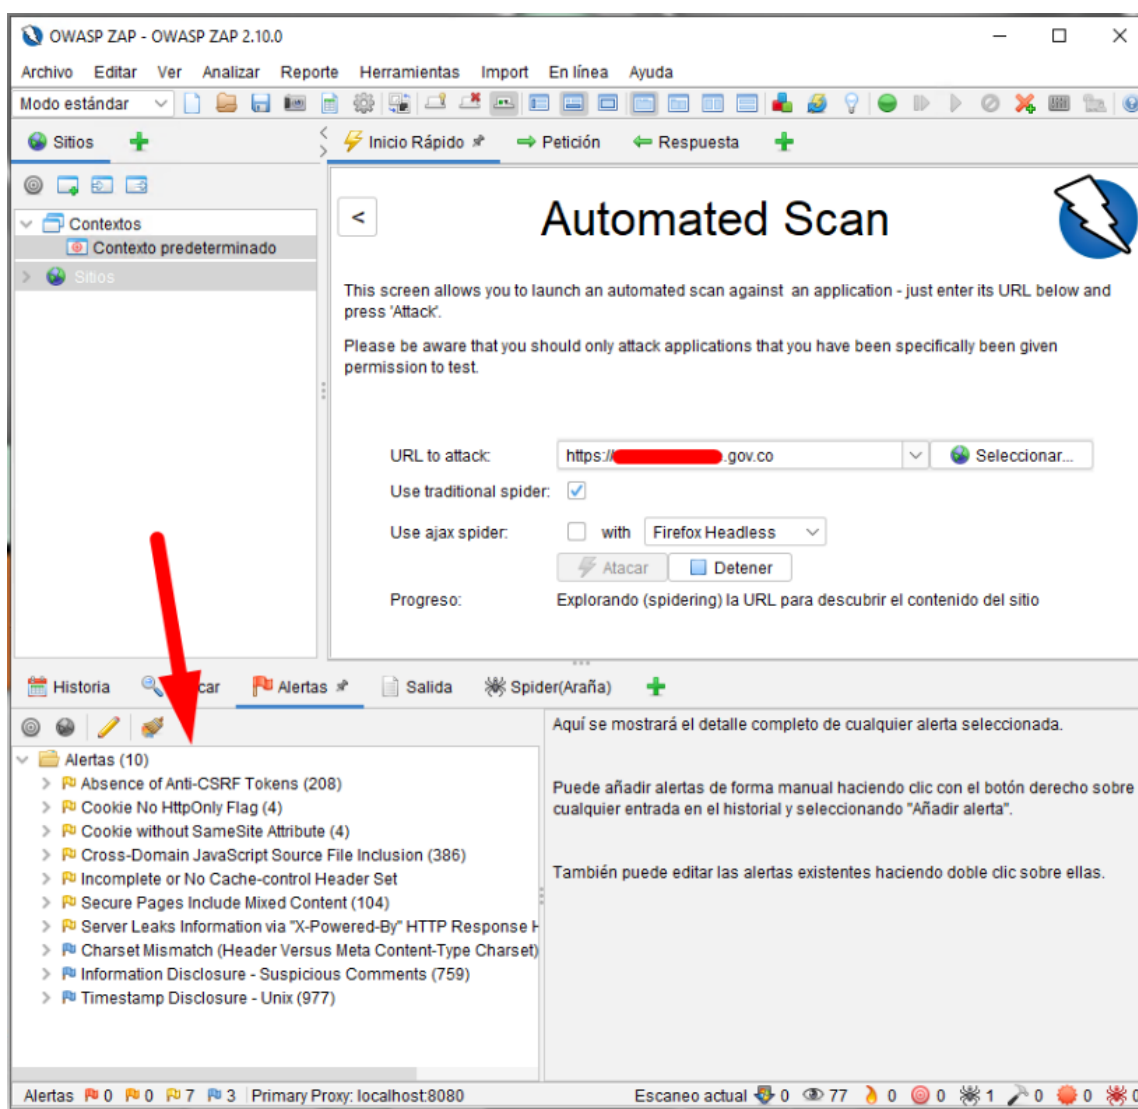 OWASP ZAP - OWASP ZAP 2.10.0
Archivo Editar Ver Analizar Reporte Herramientas Import En línea Ayuda
Modo estándar
Sitios
Inicio Rápido Petición Respuesta
<
Automated Scan
Contextos
Contexto predeterminado
Sitios
This screen allows you to launch an automated scan against an application - just enter its URL below and
press 'Attack'.
Please be aware that you should only attack applications that you have been specifically been given
permission to test.
URL to attack: https:// .gov.co Seleccionar...
Use traditional spider:
Use ajax spider: with Firefox Headless
Atacar Detener
Progreso: Explorando (spidering) la URL para descubrir el contenido del sitio
Historia car Alertas Salida Spider(Araña)
Alertas (10)
Absence of Anti-CSRF Tokens (208)
Cookie No HttpOnly Flag (4)
Cookie without SameSite Attribute (4)
Cross-Domain JavaScript Source File Inclusion (386)
Incomplete or No Cache-control Header Set
Secure Pages Include Mixed Content (104)
Server Leaks Information via "X-Powered-By" HTTP Response H
Charset Mismatch (Header Versus Meta Content-Type Charset)
Information Disclosure - Suspicious Comments (759)
Timestamp Disclosure - Unix (977)
Aquí se mostrará el detalle completo de cualquier alerta seleccionada.
Puede añadir alertas de forma manual haciendo clic con el botón derecho sobre
cualquier entrada en el historial y seleccionando "Añadir alerta".
También puede editar las alertas existentes haciendo doble clic sobre ellas.
Alertas 0 0 7 3 Primary Proxy: localhost:8080 Escaneo actual 0 77 0 0 1 0 0 0